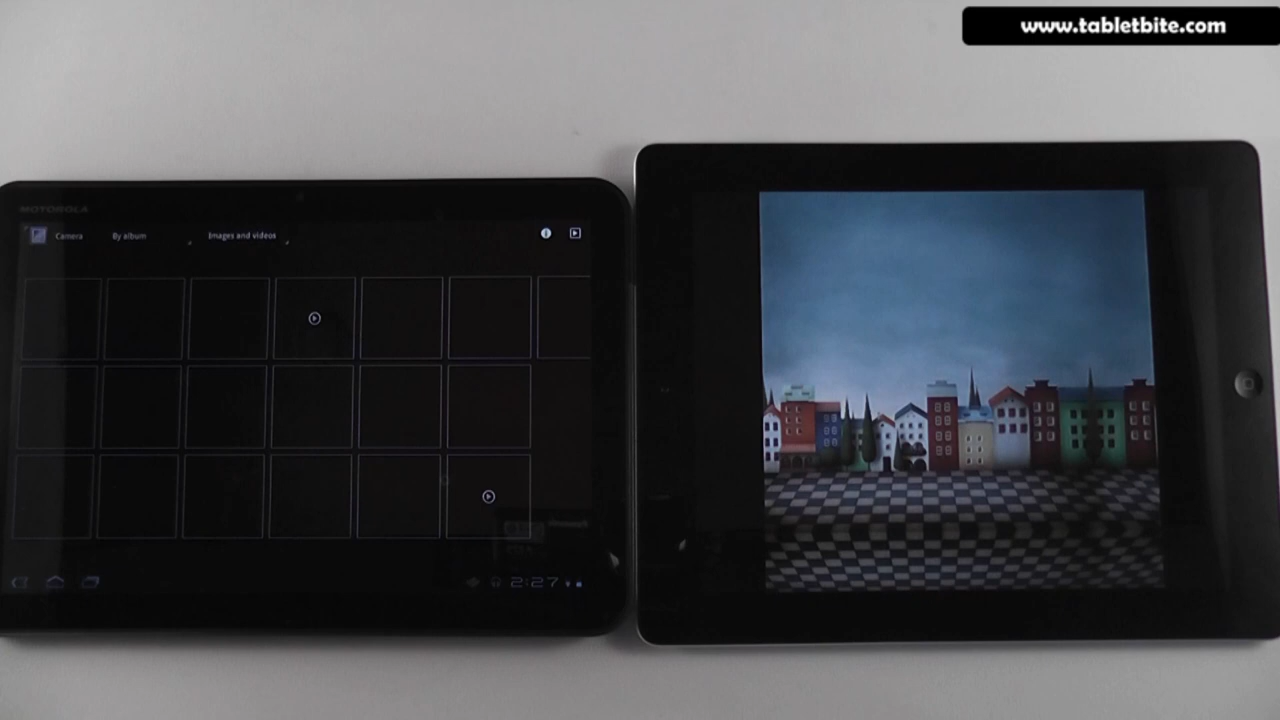 www.tabletbite.com
MOTOROLA
Camera
By album
Images and videos
2:27